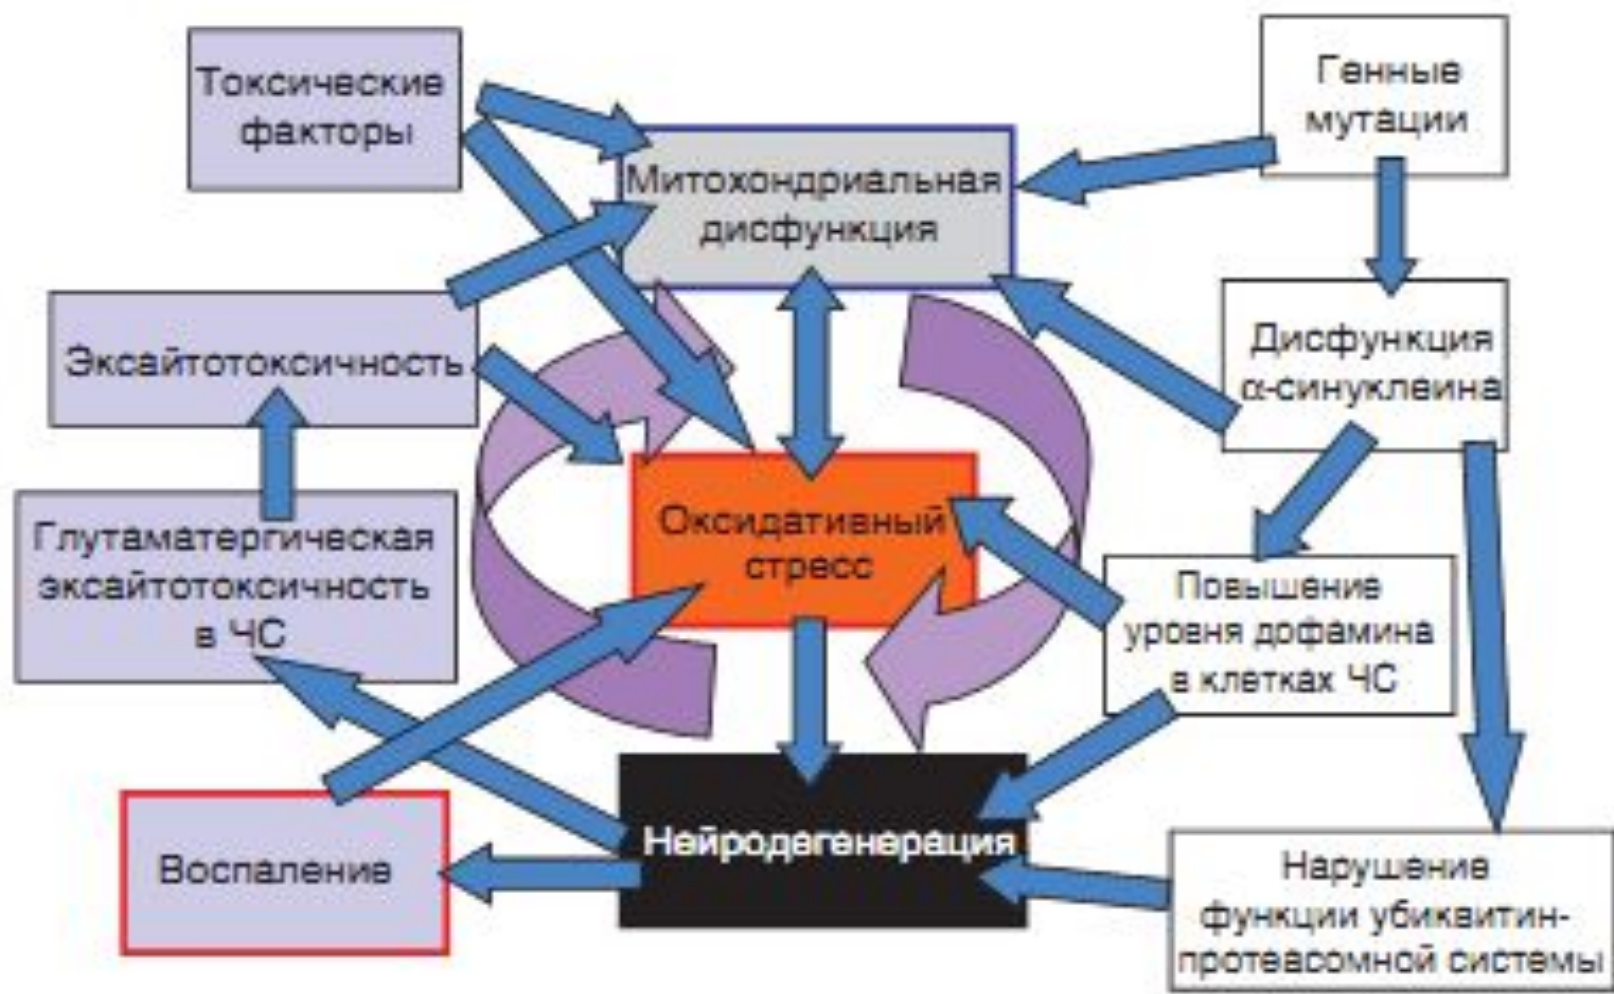 Токсические
факторы
Генные
мутации
Митохондриальная
дисфункция
Эксайтотоксичность
Дисфункция
α-синуклеина
Глутаматергическая
эксайтотоксичность
в ЧС
Оксидативный
стресс
Повышение
уровня дофамина
в клетках ЧС
Воспаление
Нейродегенерация
Нарушение
функции убиквитин-
протеасомной системы